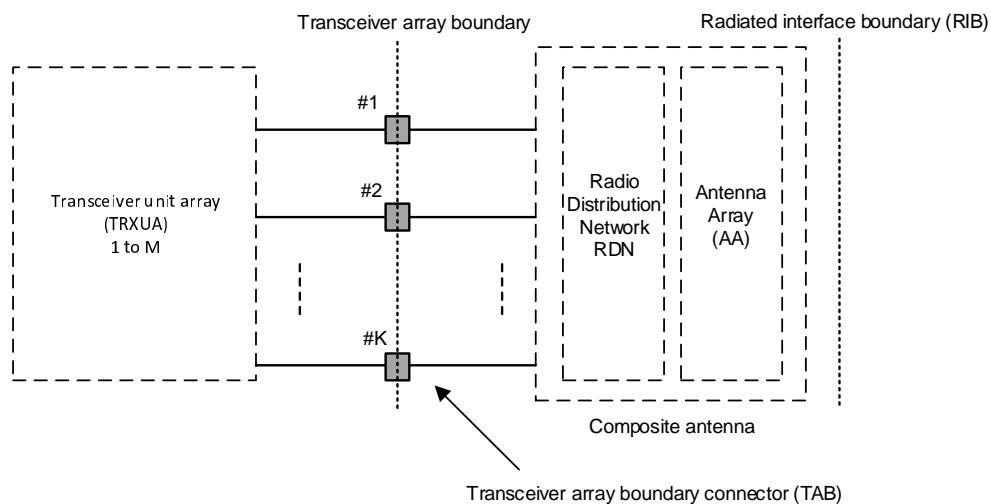 Transceiver array boundary
Radiated interface boundary (RIB)
#1
#2
#K
Transceiver unit array
(TRXUA)
1 to M
Radio
Distribution
Network
RDN
Antenna
Array
(AA)
Composite antenna
Transceiver array boundary connector (TAB)